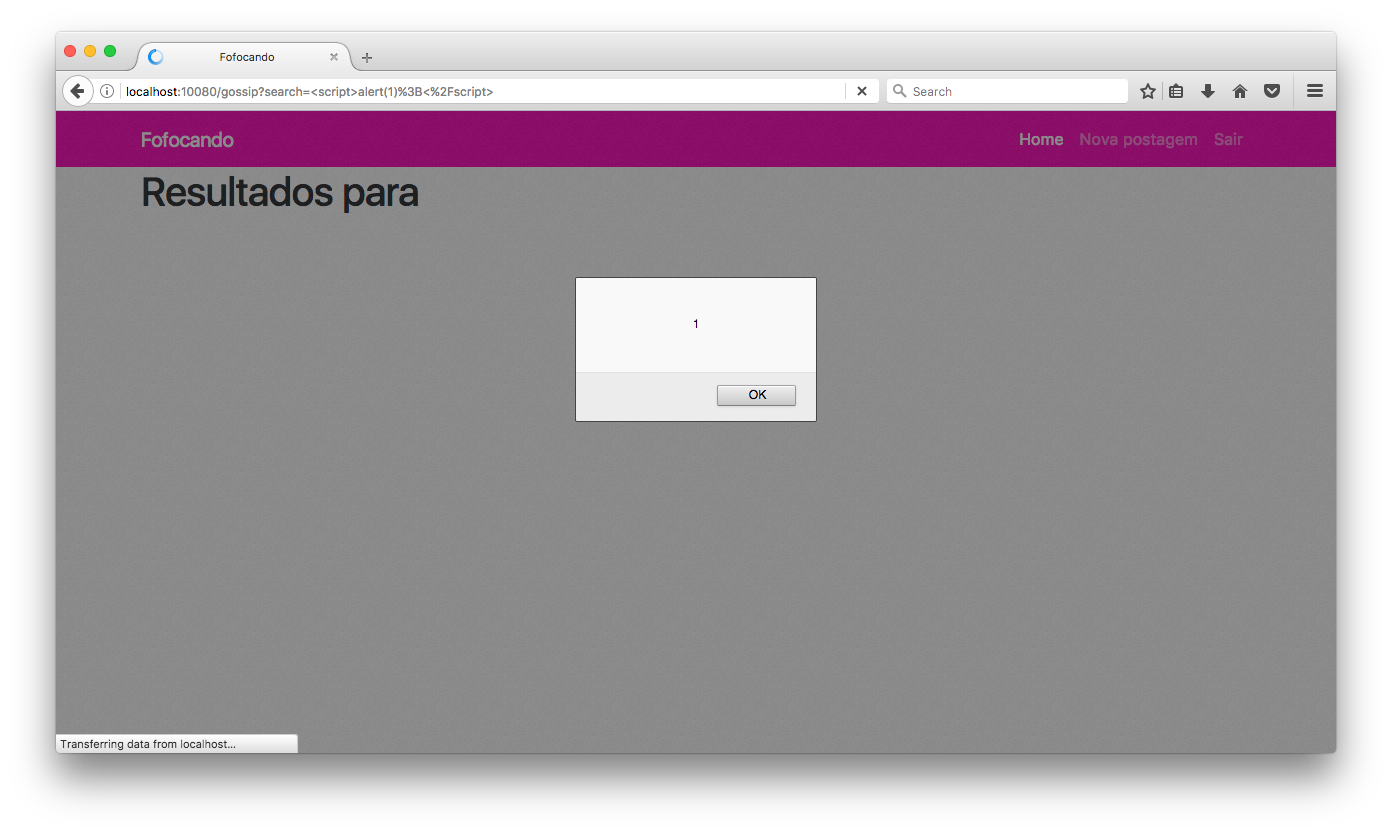 Fofocando
localhost:10080/gossip?search=<script>alert(1)%3B<%2Fscript>
Search
Fofocando
Home Nova postagem Sair
Resultados para
1
OK
Transferring data from localhost...